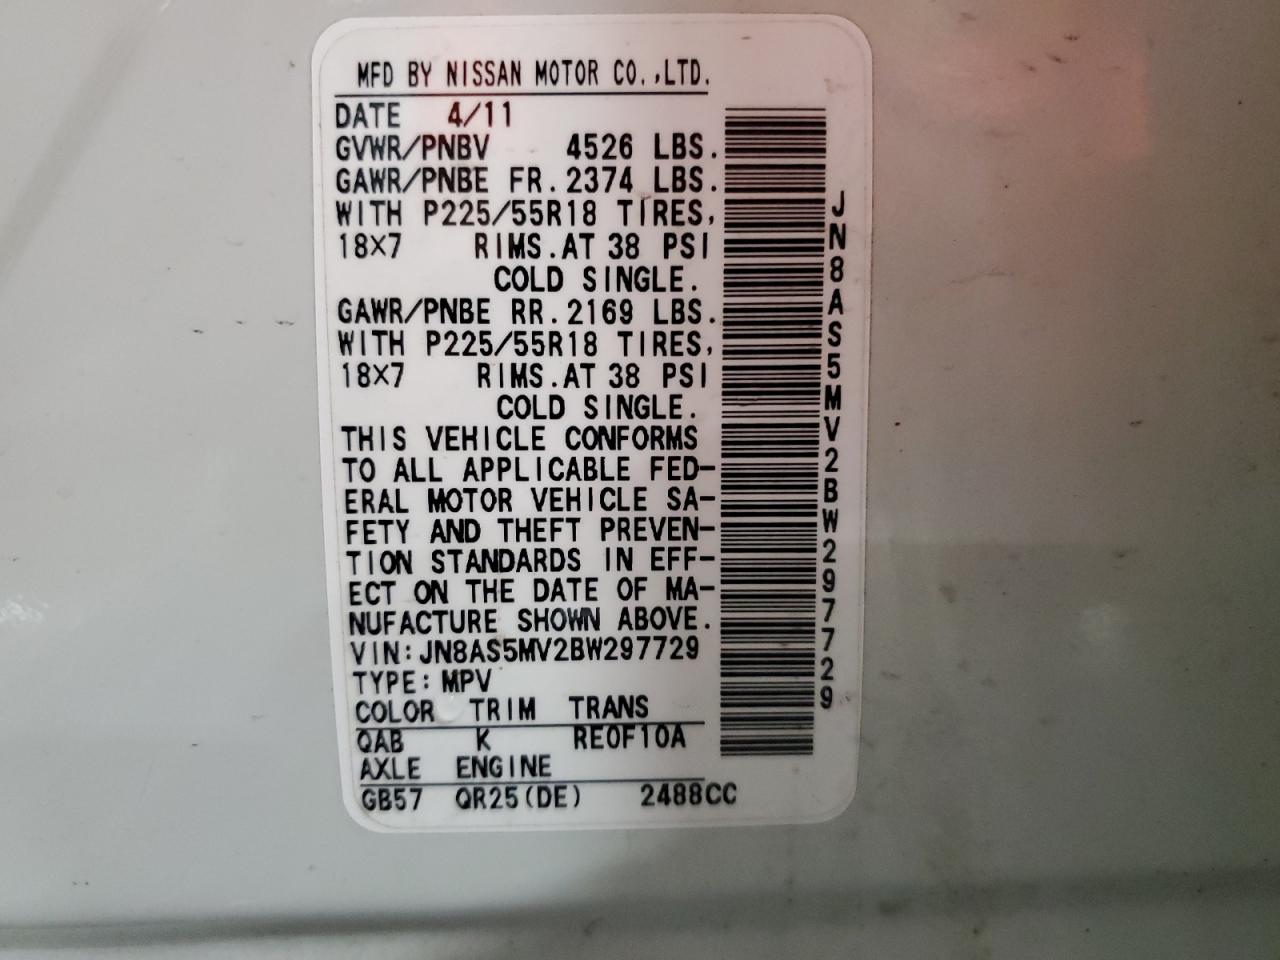 MFD BY NISSAN MOTOR CO.,LTD.
DATE 4/11
GVWR/PNBV 4526 LBS.
GAWR/PNBE FR.2374 LBS.
WITH P225/55R18 TIRES,
18X7 RIMS.AT 38 PSI
COLD SINGLE.
GAWR/PNBE RR.2169 LBS.
WITH P225/55R18 TIRES,
18X7 RIMS.AT 38 PSI
COLD SINGLE.
THIS VEHICLE CONFORMS
TO ALL APPLICABLE FED-
ERAL MOTOR VEHICLE SA-
FETY AND THEFT PREVEN-
TION STANDARDS IN EFF-
ECT ON THE DATE OF MA-
NUFACTURE SHOWN ABOVE.
VIN:JN8AS5MV2BW297729
TYPE:MPV
COLOR TRIM TRANS
QAB K RE0F10A
AXLE ENGINE
GB57 QR25(DE) 2488CC
JN8AS5MV2BW297729